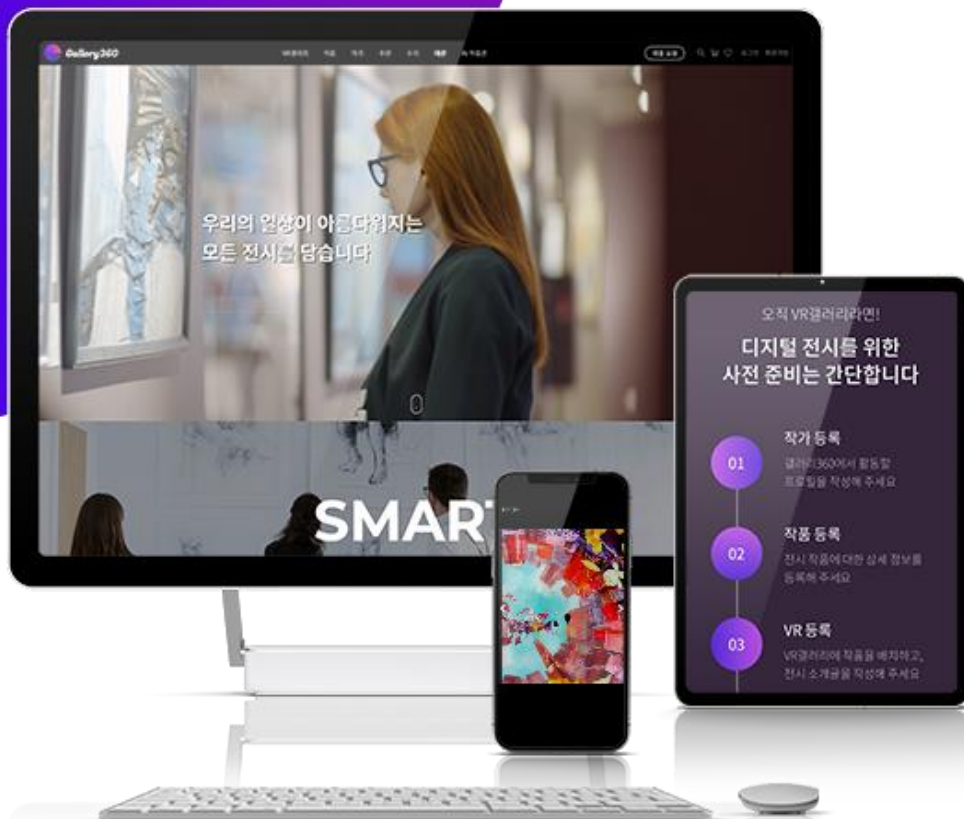 Gallery360
우리의 일상이 아름다워지는
모든 전시를 담습니다
SMART
오직 VR갤러리라면!
디지털 전시를 위한
사전 준비는 간단합니다
01
작가 등록
갤러리360에서 활동할
프로필을 작성해 주세요
02
작품 등록
전시 작품에 대한 상세 정보를
등록해 주세요
03
VR 등록
VR갤러리에 작품을 배치하고,
전시 소개글을 작성해 주세요